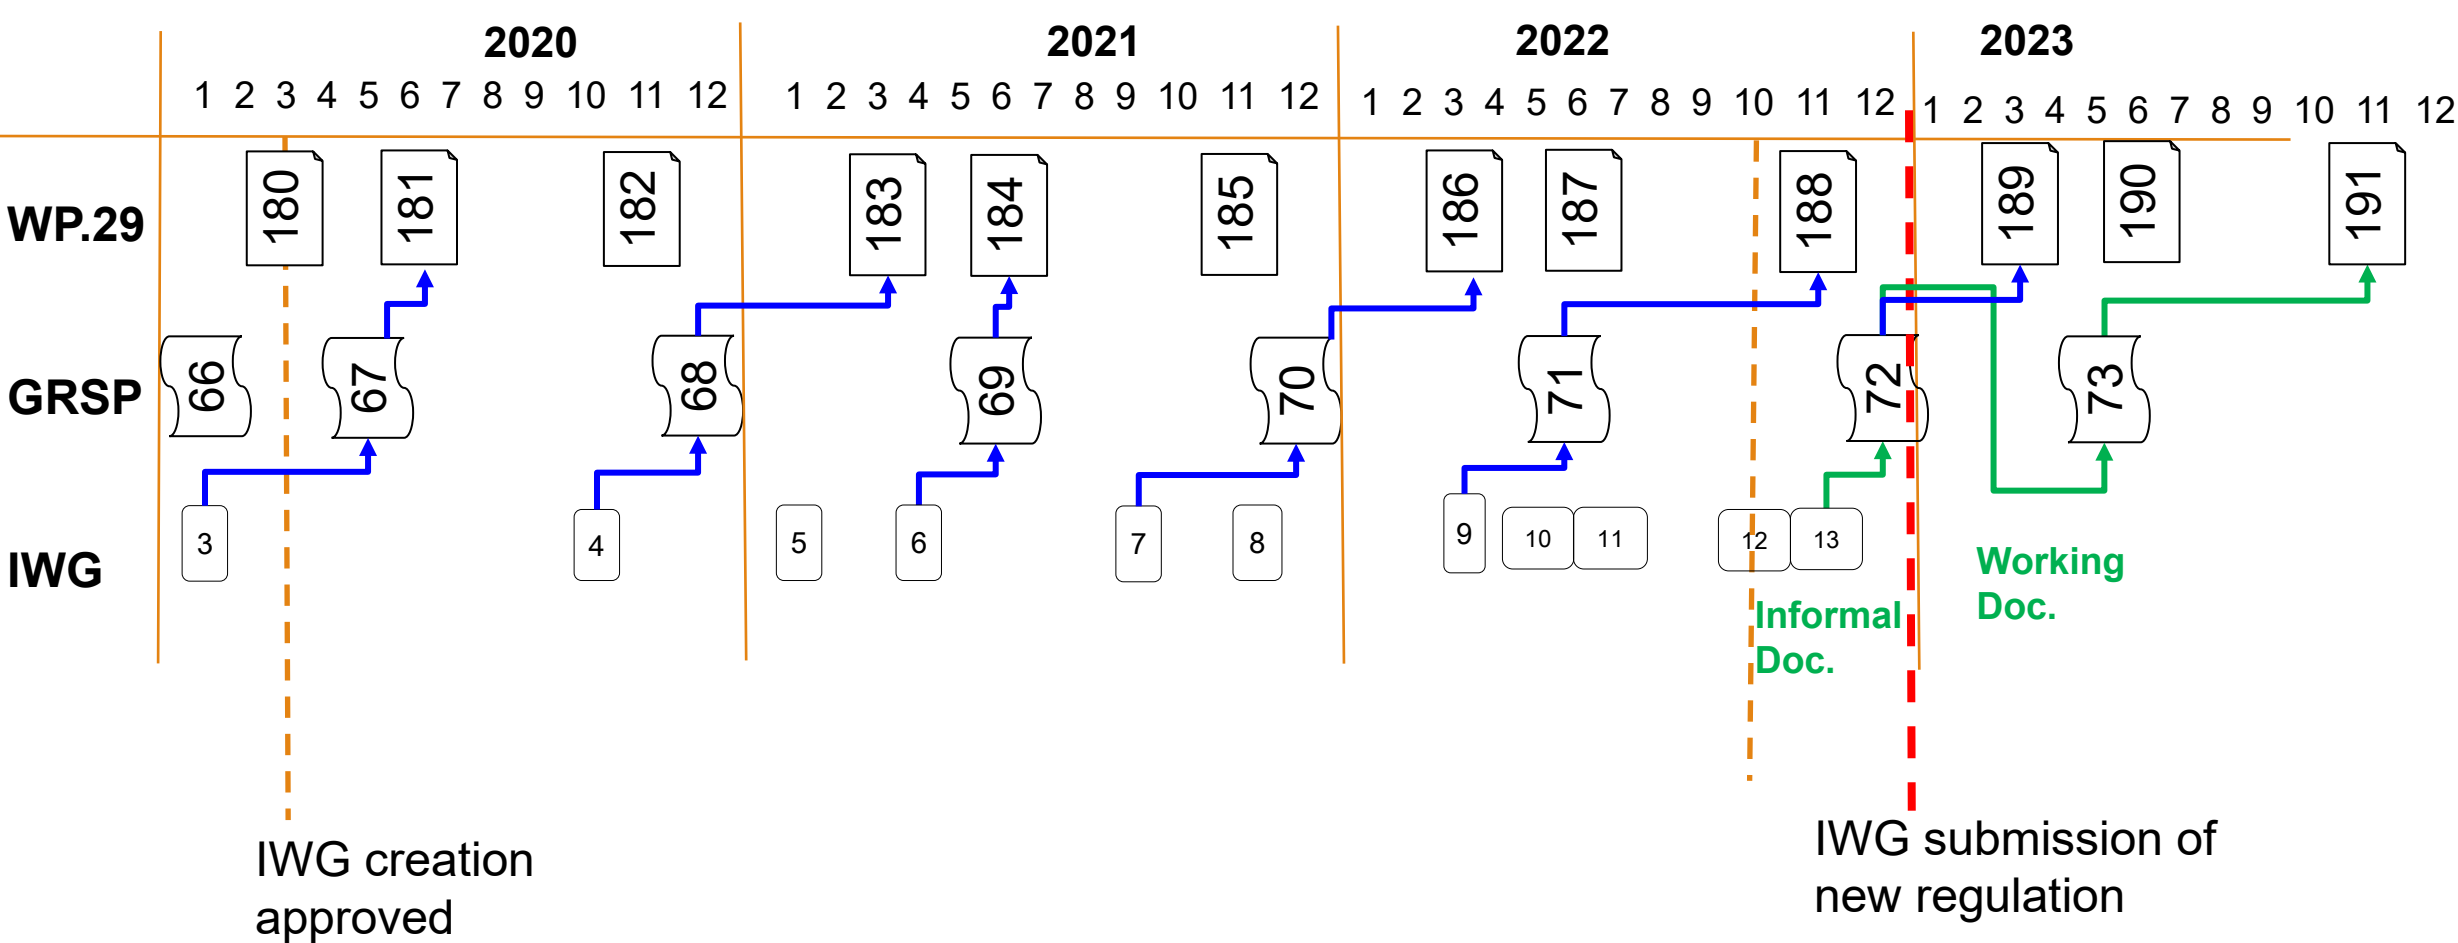 2020 2021 2022 2023
1 2 3 4 5 6 7 8 9 10 11 12 1 2 3 4 5 6 7 8 9 10 11 12 1 2 3 4 5 6 7 8 9 10 11 12 1 2 3 4 5 6 7 8 9 10 11 12
WP.29 180 181 182 183 184 185 186 187 188 189 190 191
GRSP 66 67 68 69 70 71 72 73
IWG 3 4 5 6 7 8 9 10 11 12 13
Informal
Doc.
Working
Doc.
IWG creation
approved
IWG submission of
new regulation